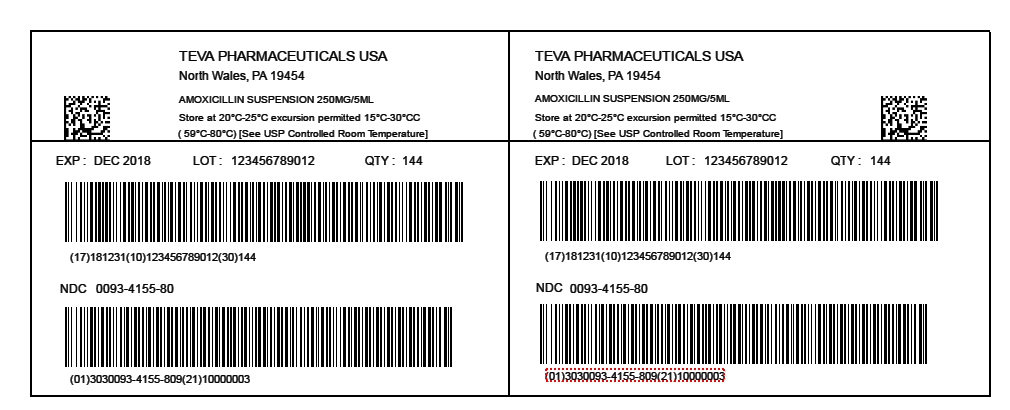 TEVA PHARMACEUTICALS USA
North Wales, PA 19454
AMOXICILLIN SUSPENSION 250MG/5ML
Store at 20°C-25°C excursion permitted 15°C-30°CC
( 59°C-80°C) [See USP Controlled Room Temperature]
EXP : DEC 2018 LOT : 123456789012 QTY : 144
(17)181231(10)123456789012(30)144
NDC 0093-4155-80
(01)3030093-4155-809(21)10000003
TEVA PHARMACEUTICALS USA
North Wales, PA 19454
AMOXICILLIN SUSPENSION 250MG/5ML
Store at 20°C-25°C excursion permitted 15°C-30°CC
( 59°C-80°C) [See USP Controlled Room Temperature]
EXP : DEC 2018 LOT : 123456789012 QTY : 144
(17)181231(10)123456789012(30)144
NDC 0093-4155-80
(01)3030093-4155-809(21)10000003